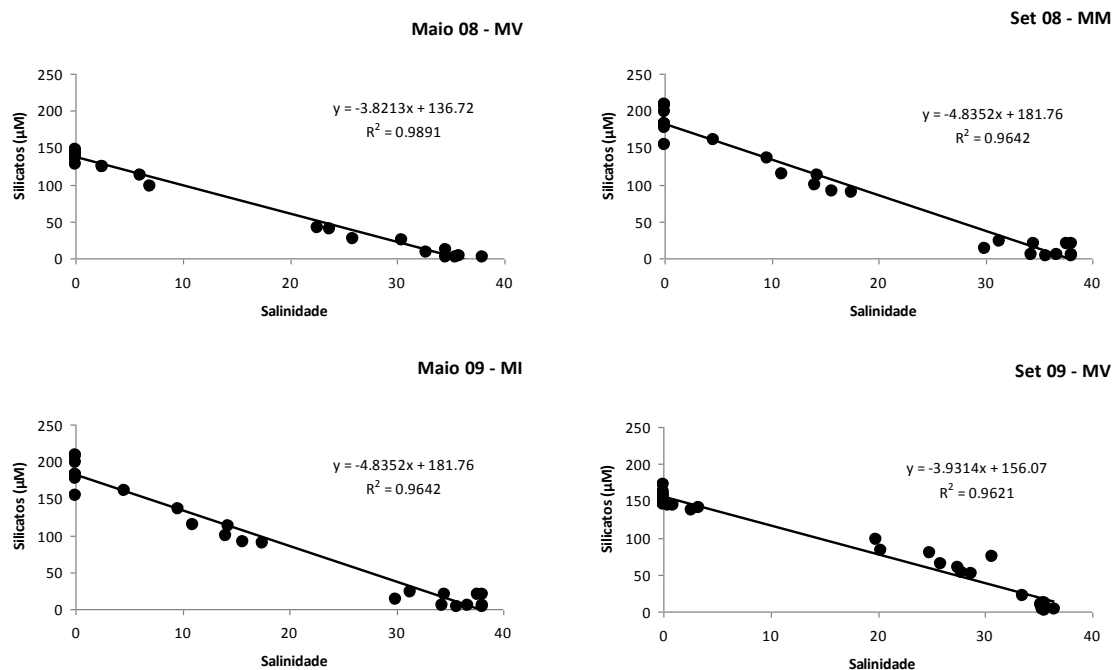 Maio 08 - MV
250
200
150
100
50
0
Silicatos (µM)
y = -3.8213x + 136.72
R² = 0.9891
0 10 20 30 40
Salinidade
Set 08 - MM
250
200
150
100
50
0
Silicatos (µM)
y = -4.8352x + 181.76
R² = 0.9642
0 10 20 30 40
Salinidade
Maio 09 - MI
250
200
150
100
50
0
Silicatos (µM)
y = -4.8352x + 181.76
R² = 0.9642
0 10 20 30 40
Salinidade
Set 09 - MV
250
200
150
100
50
0
Silicatos (µM)
y = -3.9314x + 156.07
R² = 0.9621
0 10 20 30 40
Salinidade